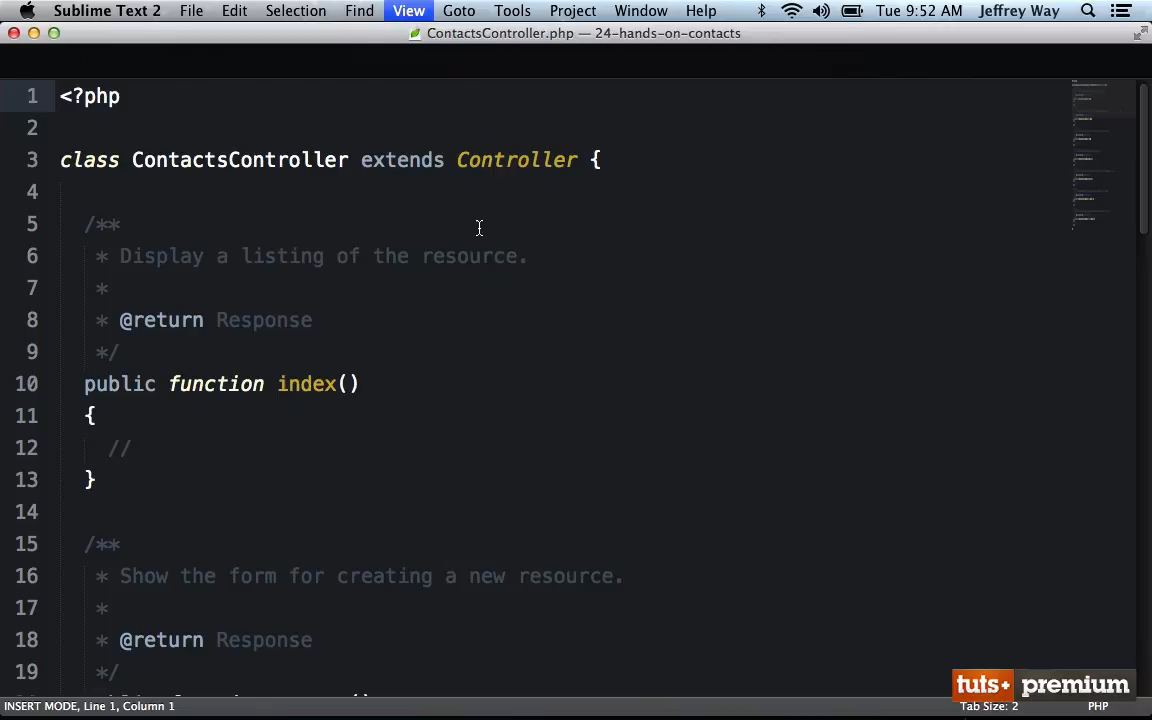 Sublime Text 2 File Edit Selection Find View Goto Tools Project Window Help Tue 9:52 AM Jeffrey Way
ContactsController.php — 24-hands-on-contacts
1 <?php
2
3 class ContactsController extends Controller {
4
5 /**
6 * Display a listing of the resource.
7 *
8 * @return Response
9 */
10 public function index()
11 {
12 //
13 }
14
15 /**
16 * Show the form for creating a new resource.
17 *
18 * @return Response
19 */
tuts+ premium
INSERT MODE, Line 1, Column 1 Tab Size: 2 PHP